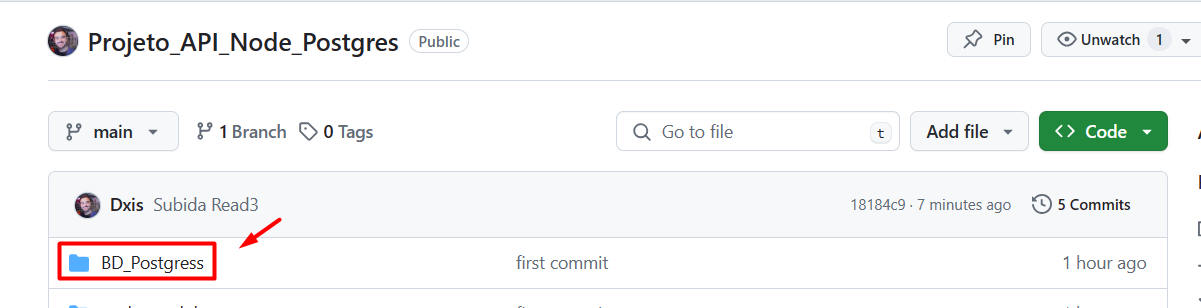 Projeto_API_Node_Postgres Public Pin Unwatch 1
main 1 Branch 0 Tags Go to file t Add file Code
Dxis Subida Read3 18184c9 · 7 minutes ago 5 Commits
BD_Postgress first commit 1 hour ago